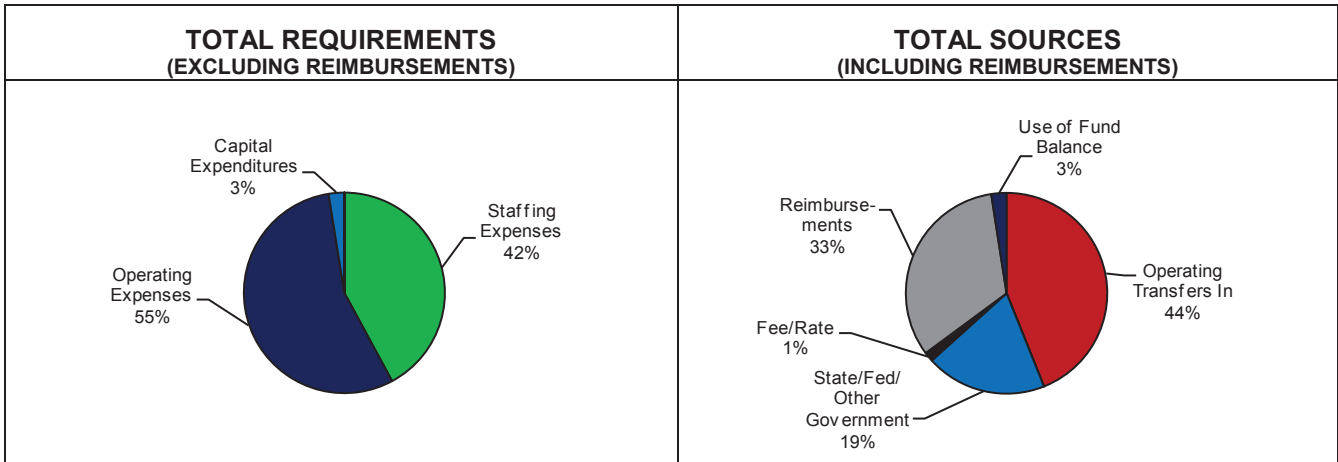 TOTAL REQUIREMENTS
(EXCLUDING REIMBURSEMENTS)
Capital
Expenditures
3%
Staffing
Expenses
42%
Operating
Expenses
55%
TOTAL SOURCES
(INCLUDING REIMBURSEMENTS)
Use of Fund
Balance
3%
Reimburse-
ments
33%
Operating
Transfers In
44%
Fee/Rate
1%
State/Fed/
Other
Government
19%